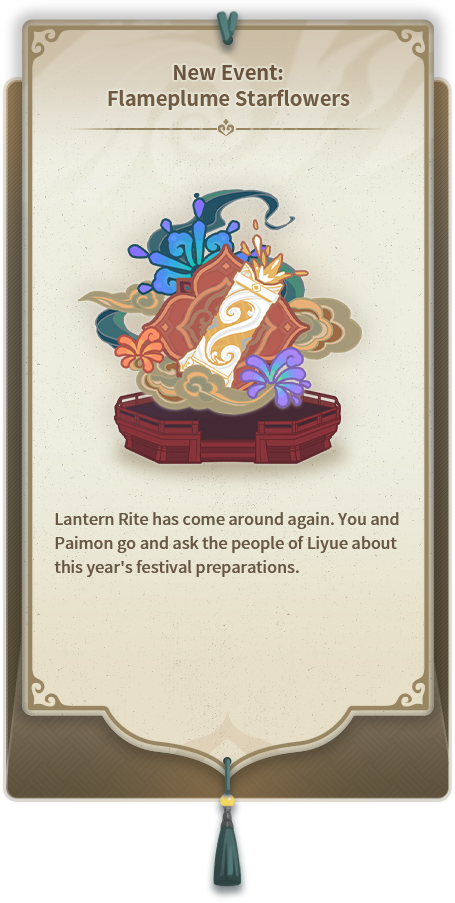 New Event:
Flameplume Starflowers
Lantern Rite has come around again. You and
Paimon go and ask the people of Liyue about
this year's festival preparations.